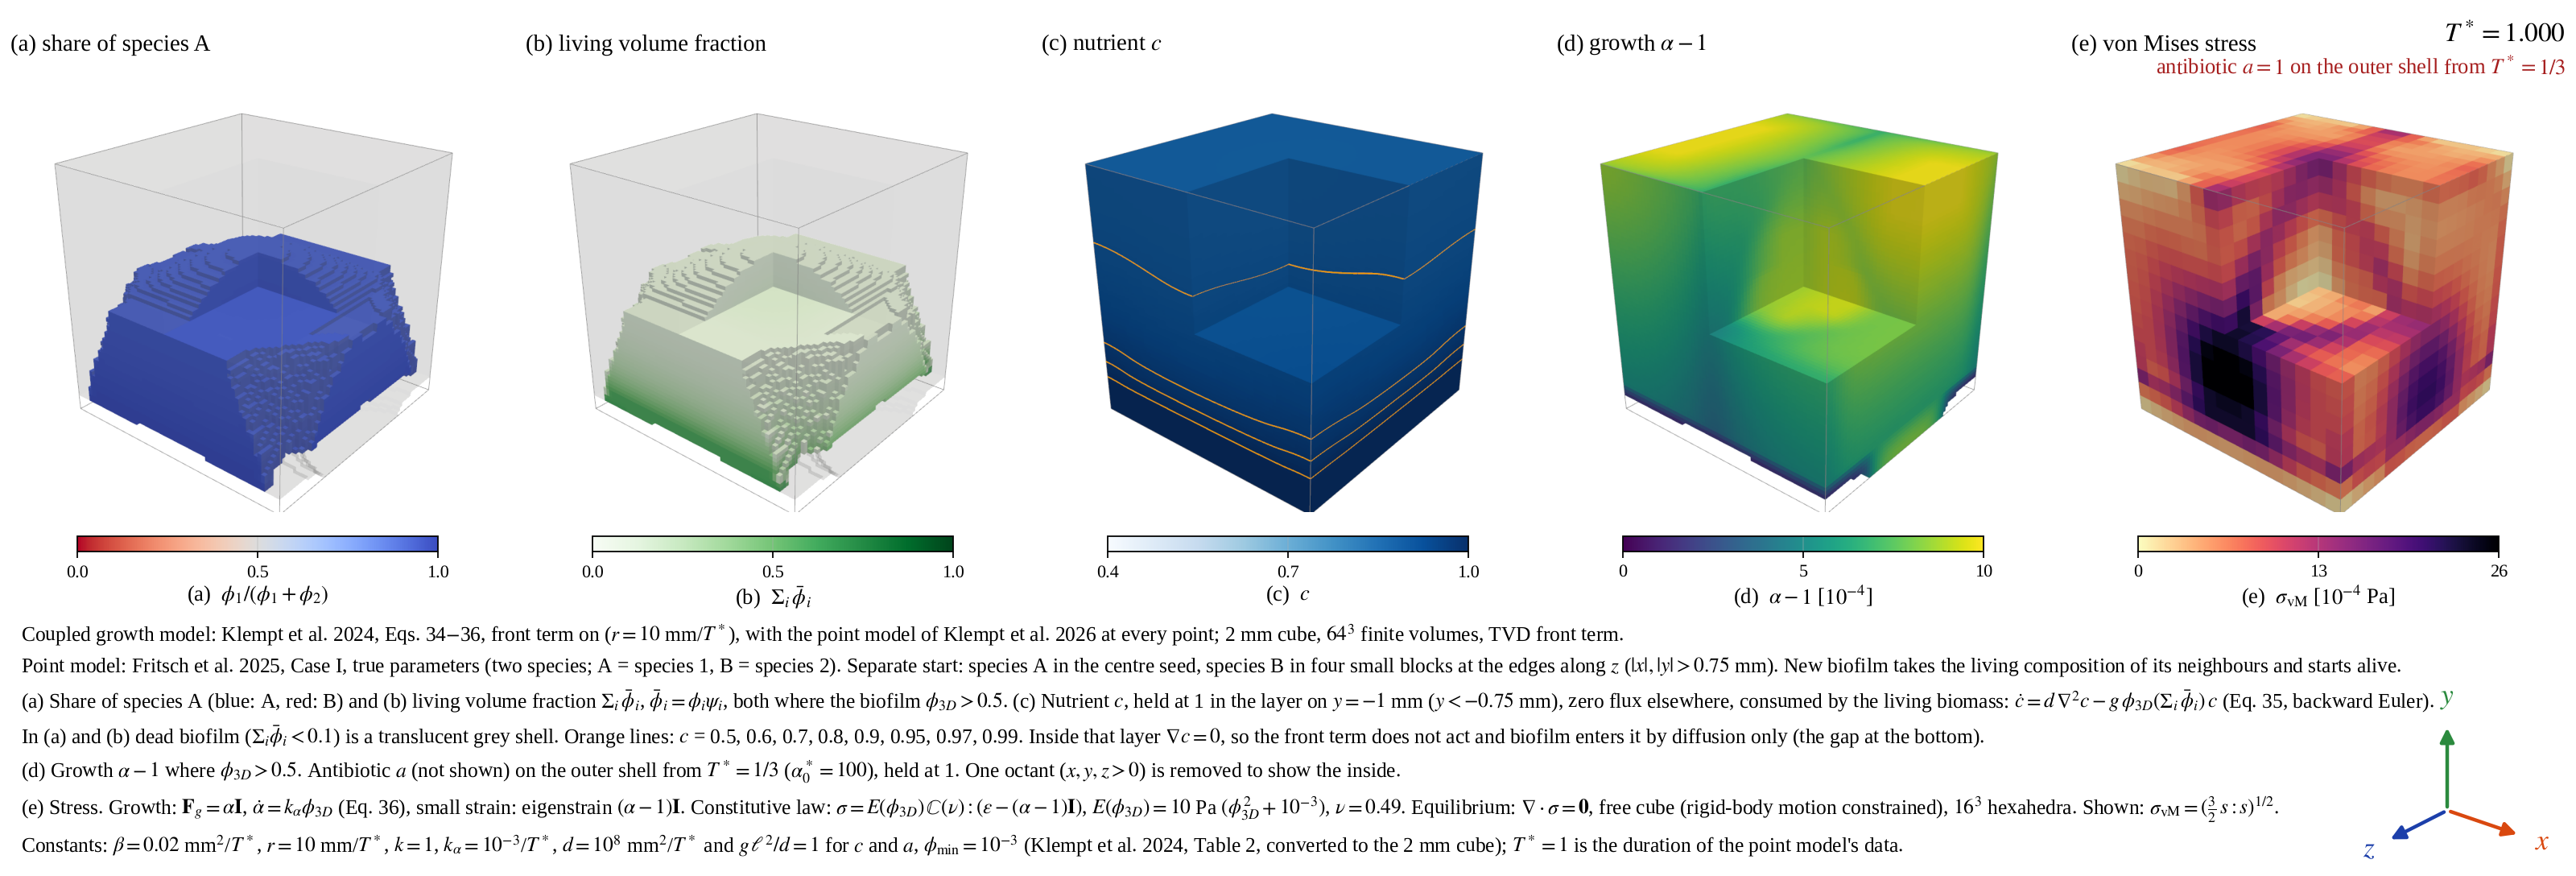 (a) share of species A
(b) living volume fraction
(c) nutrient c
(d) growth α − 1
(e) von Mises stress
T* = 1.000
antibiotic a = 1 on the outer shell from T* = 1/3
0.0 0.5 1.0
(a) ϕ₁/(ϕ₁ + ϕ₂)
0.0 0.5 1.0
(b) Σᵢ ϕ̄ᵢ
0.4 0.7 1.0
(c) c
0 5 10
(d) α − 1 [10⁻⁴]
0 13 26
(e) σvM [10⁻⁴ Pa]
Coupled growth model: Klempt et al. 2024, Eqs. 34−36, front term on (r = 10 mm/T*), with the point model of Klempt et al. 2026 at every point; 2 mm cube, 64³ finite volumes, TVD front term.
Point model: Fritsch et al. 2025, Case I, true parameters (two species; A = species 1, B = species 2). Separate start: species A in the centre seed, species B in four small blocks at the edges along z (|x|, |y| > 0.75 mm). New biofilm takes the living composition of its neighbours and starts alive.
(a) Share of species A (blue: A, red: B) and (b) living volume fraction Σᵢ ϕ̄ᵢ, ϕ̄ᵢ = ϕᵢψᵢ, both where the biofilm ϕ3D > 0.5. (c) Nutrient c, held at 1 in the layer on y = −1 mm (y < −0.75 mm), zero flux elsewhere, consumed by the living biomass: ċ = d ∇²c − g ϕ3D(Σᵢ ϕ̄ᵢ) c (Eq. 35, backward Euler).
In (a) and (b) dead biofilm (Σᵢϕ̄ᵢ < 0.1) is a translucent grey shell. Orange lines: c = 0.5, 0.6, 0.7, 0.8, 0.9, 0.95, 0.97, 0.99. Inside that layer ∇c = 0, so the front term does not act and biofilm enters it by diffusion only (the gap at the bottom).
(d) Growth α − 1 where ϕ3D > 0.5. Antibiotic a (not shown) on the outer shell from T* = 1/3 (α₀* = 100), held at 1. One octant (x, y, z > 0) is removed to show the inside.
(e) Stress. Growth: F_g = αI, α̇ = kαϕ3D (Eq. 36), small strain: eigenstrain (α − 1)I. Constitutive law: σ = E(ϕ3D) ℂ(ν) : (ε − (α − 1)I), E(ϕ3D) = 10 Pa (ϕ²3D + 10⁻³), ν = 0.49. Equilibrium: ∇ · σ = 0, free cube (rigid-body motion constrained), 16³ hexahedra. Shown: σvM = (3/2 s : s)^1/2.
Constants: β = 0.02 mm²/T*, r = 10 mm/T*, k = 1, kα = 10⁻³/T*, d = 10⁸ mm²/T* and gℓ²/d = 1 for c and a, ϕmin = 10⁻³ (Klempt et al. 2024, Table 2, converted to the 2 mm cube); T* = 1 is the duration of the point model's data.
y
z
x